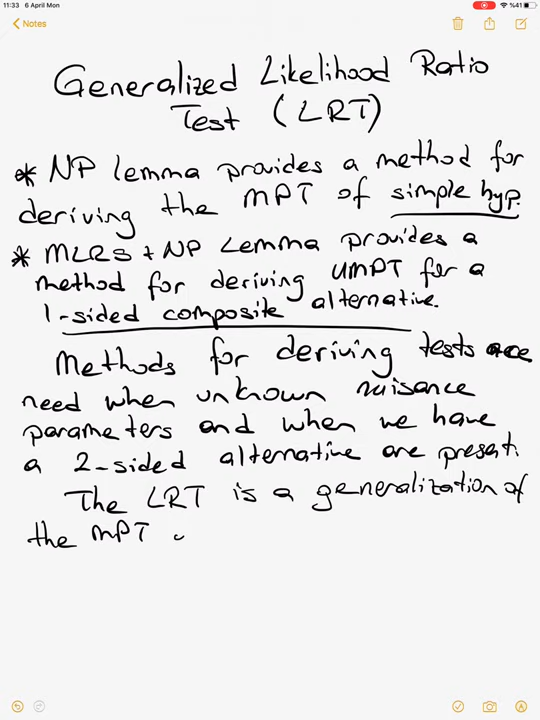 11:33 6 April Mon %41
Notes
Generalized Likelihood Ratio
Test (LRT)
* NP lemma provides a method for
deriving the MPT of simple hyp.
* MLRS + NP Lemma provides a
method for deriving UMPT for a
1-sided composite alternative.
Methods for deriving tests are
need when unknown nuisance
parameters and when we have
a 2-sided alternative are present.
The LRT is a generalization of
the MPT